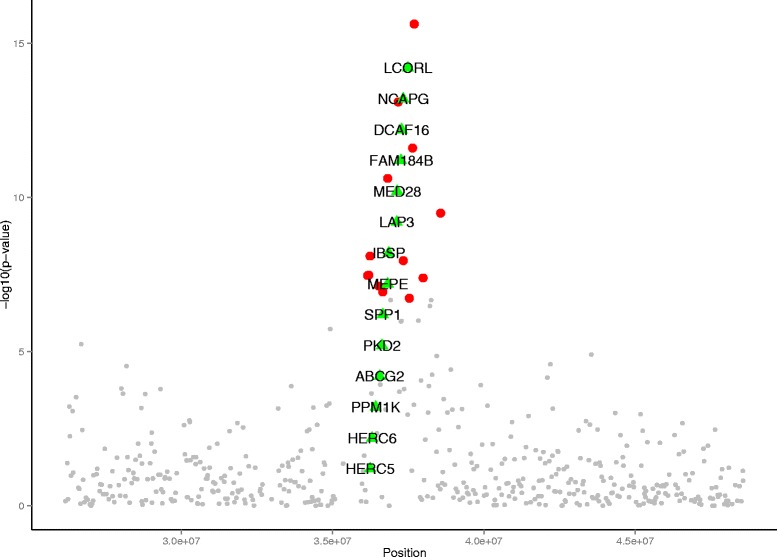 15
LCORL
NCAPG
DCAF16
FAM184B
10
MED28
LAP3
IBSP
MEPE
SPP1
5
PKD2
ABCG2
PPM1K
HERC6
HERC5
0
−log10(p−value)
3.0e+07 3.5e+07 4.0e+07 4.5e+07
Position